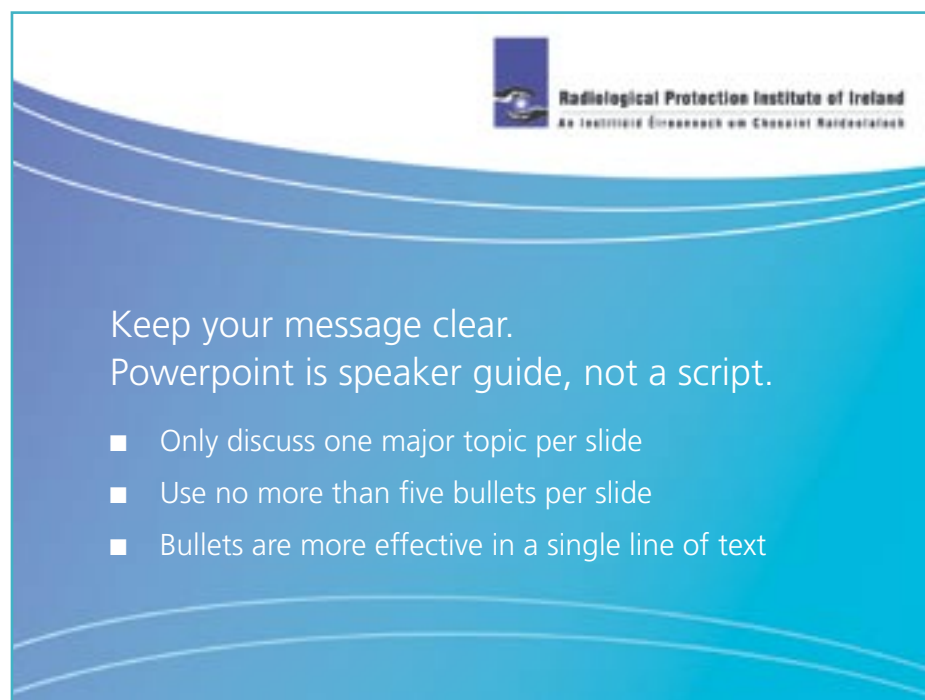 Radiological Protection Institute of Ireland
An Institiúid Éireannach um Chosaint Raideolaíoch
Keep your message clear.
Powerpoint is speaker guide, not a script.
■ Only discuss one major topic per slide
■ Use no more than five bullets per slide
■ Bullets are more effective in a single line of text